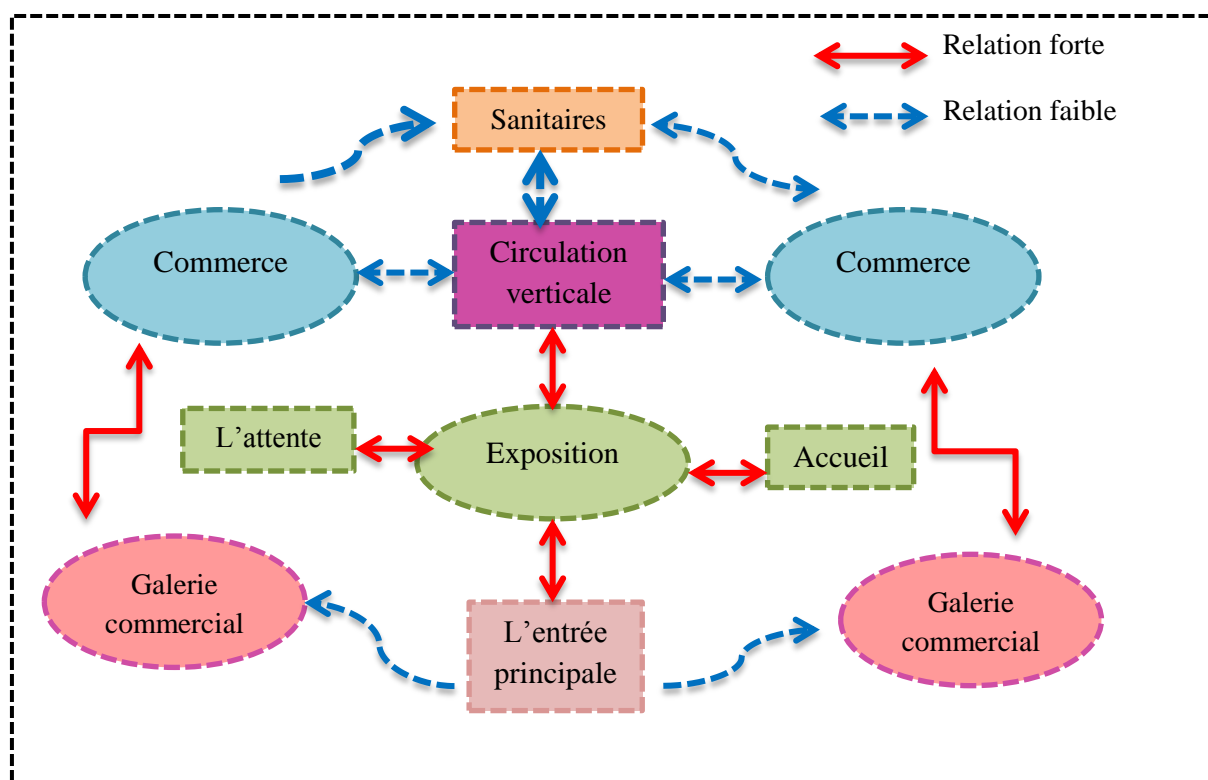 Relation forte
Relation faible
Sanitaires
Commerce
Circulation
verticale
Commerce
L’attente
Exposition
Accueil
Galerie
commercial
L’entrée
principale
Galerie
commercial